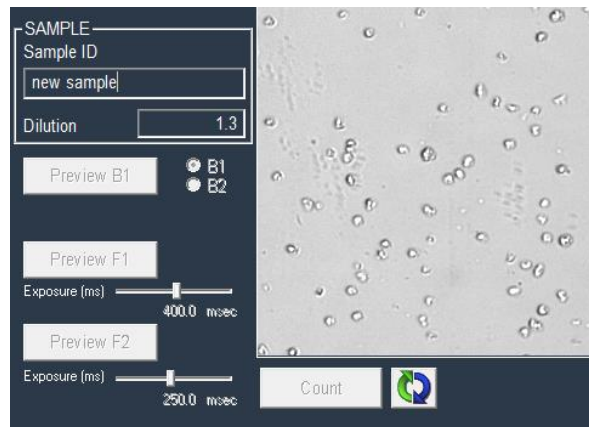 SAMPLE
Sample ID
new sample
Dilution 1.3
Preview B1
B1
B2
Preview F1
Exposure (ms)
400.0 msec
Preview F2
Exposure (ms)
250.0 msec
Count